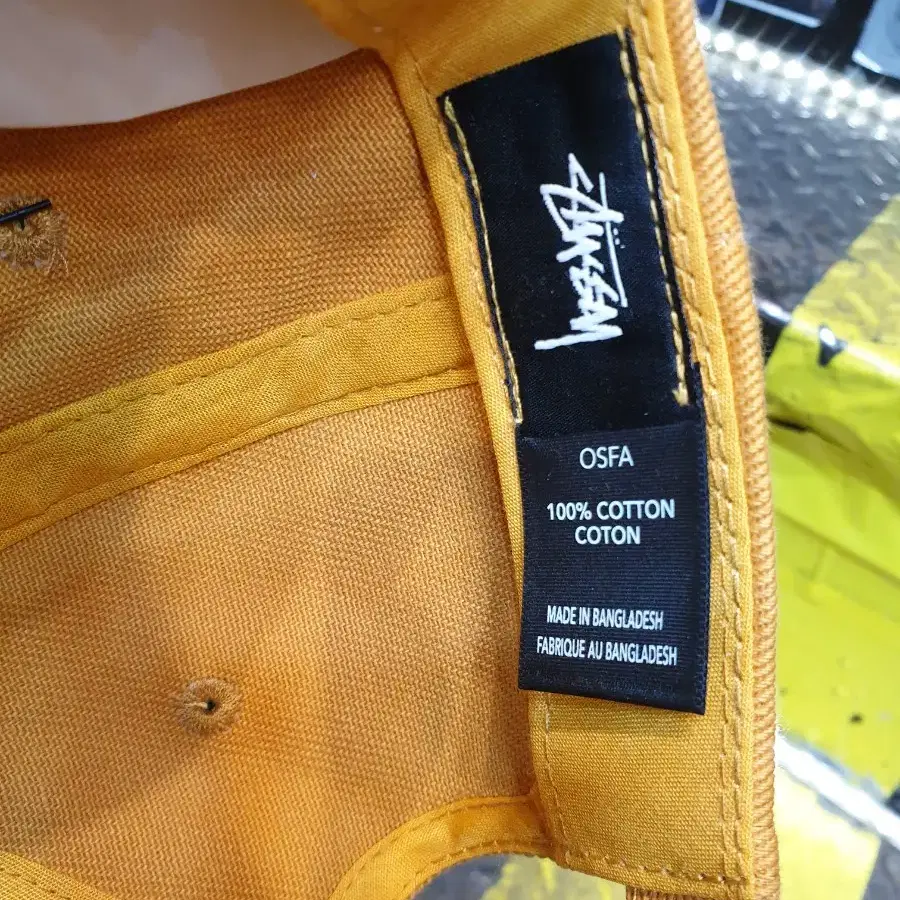 Stüssy
OSFA
100% COTTON
COTON
MADE IN BANGLADESH
FABRIQUE AU BANGLADESH